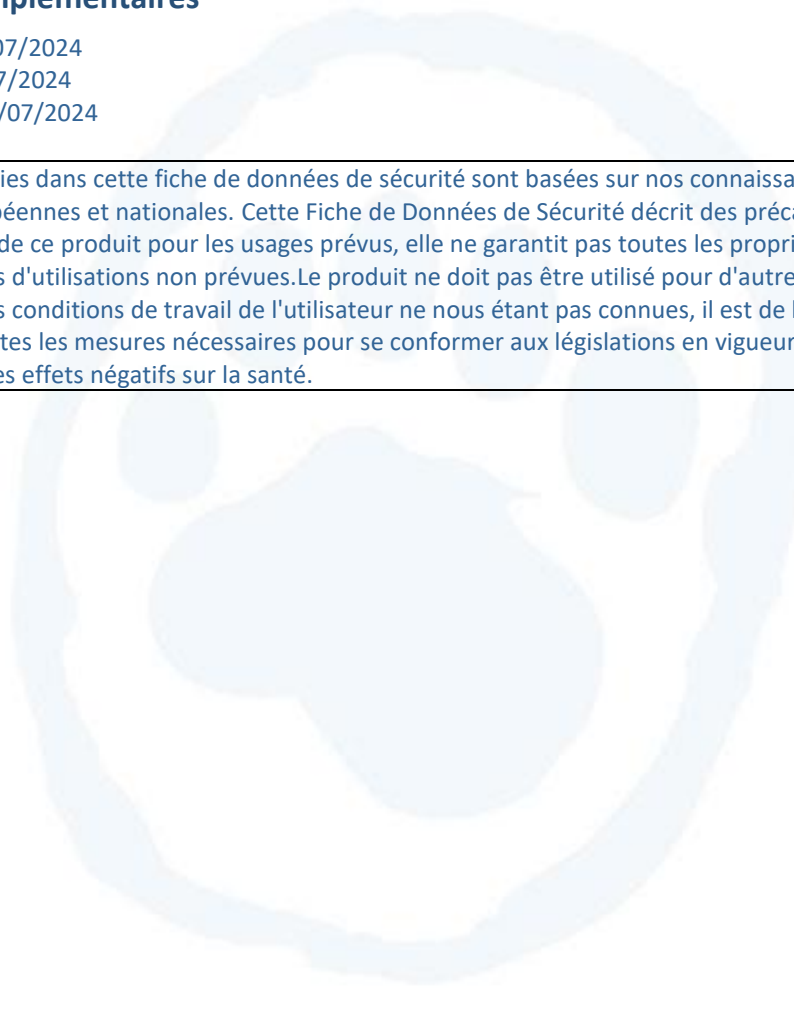 mplémentaires
07/2024
7/2024
/07/2024
ies dans cette fiche de données de sécurité sont basées sur nos connaissa
péennes et nationales. Cette Fiche de Données de Sécurité décrit des préca
de ce produit pour les usages prévus, elle ne garantit pas toutes les propri
s d'utilisations non prévues.Le produit ne doit pas être utilisé pour d'autre
s conditions de travail de l'utilisateur ne nous étant pas connues, il est de l
tes les mesures nécessaires pour se conformer aux législations en vigueur
es effets négatifs sur la santé.